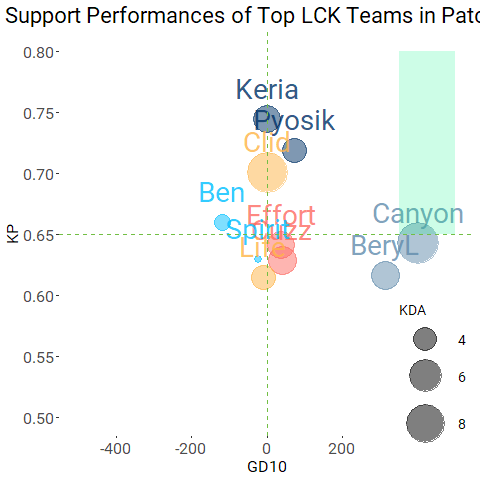 Support Performances of Top LCK Teams in Patc
0.80
0.75
0.70
0.65
0.60
0.55
0.50
KP
Keria
Pyosik
Clid
Ben
Effort
Spirit
Canyon
BeryL
KDA
4
6
8
-400
-200
0
200
GD10